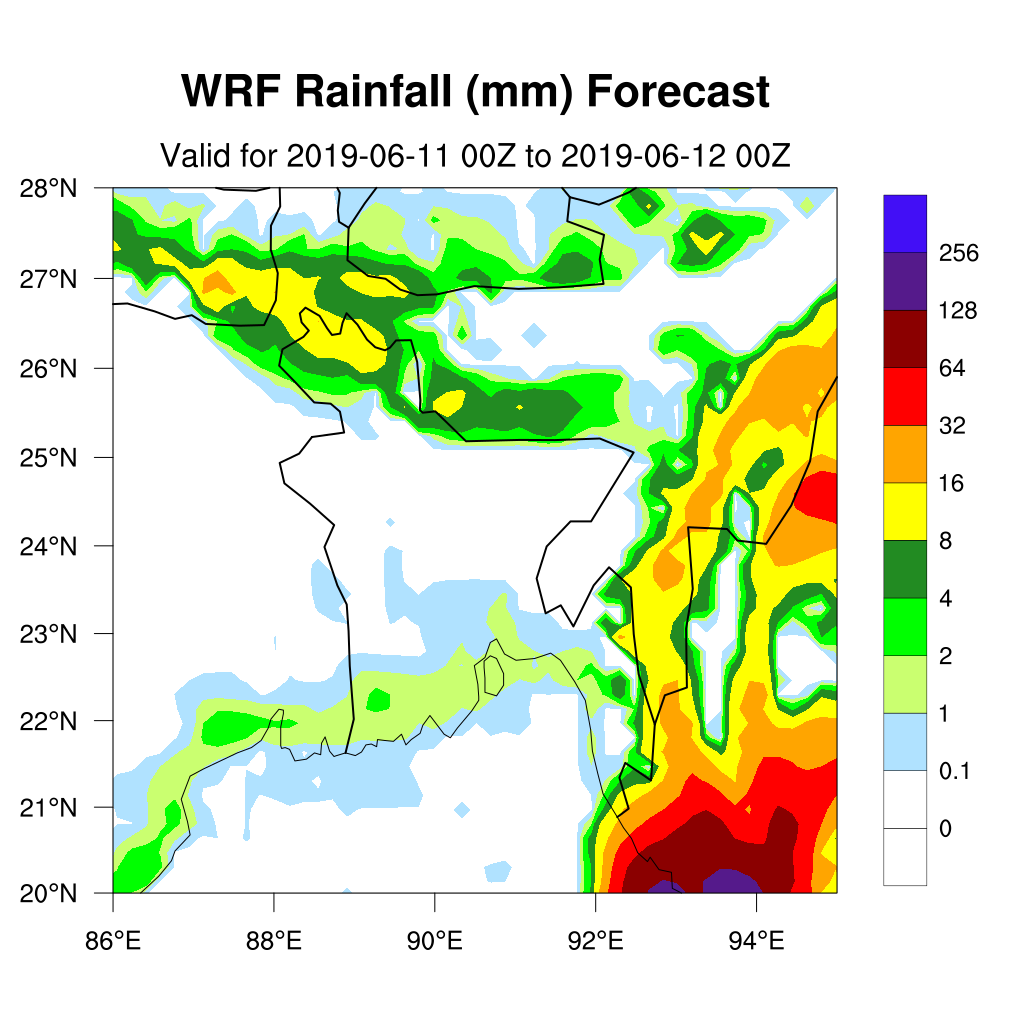 WRF Rainfall (mm) Forecast
Valid for 2019-06-11 00Z to 2019-06-12 00Z
28°N
27°N
26°N
25°N
24°N
23°N
22°N
21°N
20°N
86°E 88°E 90°E 92°E 94°E
256
128
64
32
16
8
4
2
1
0.1
0